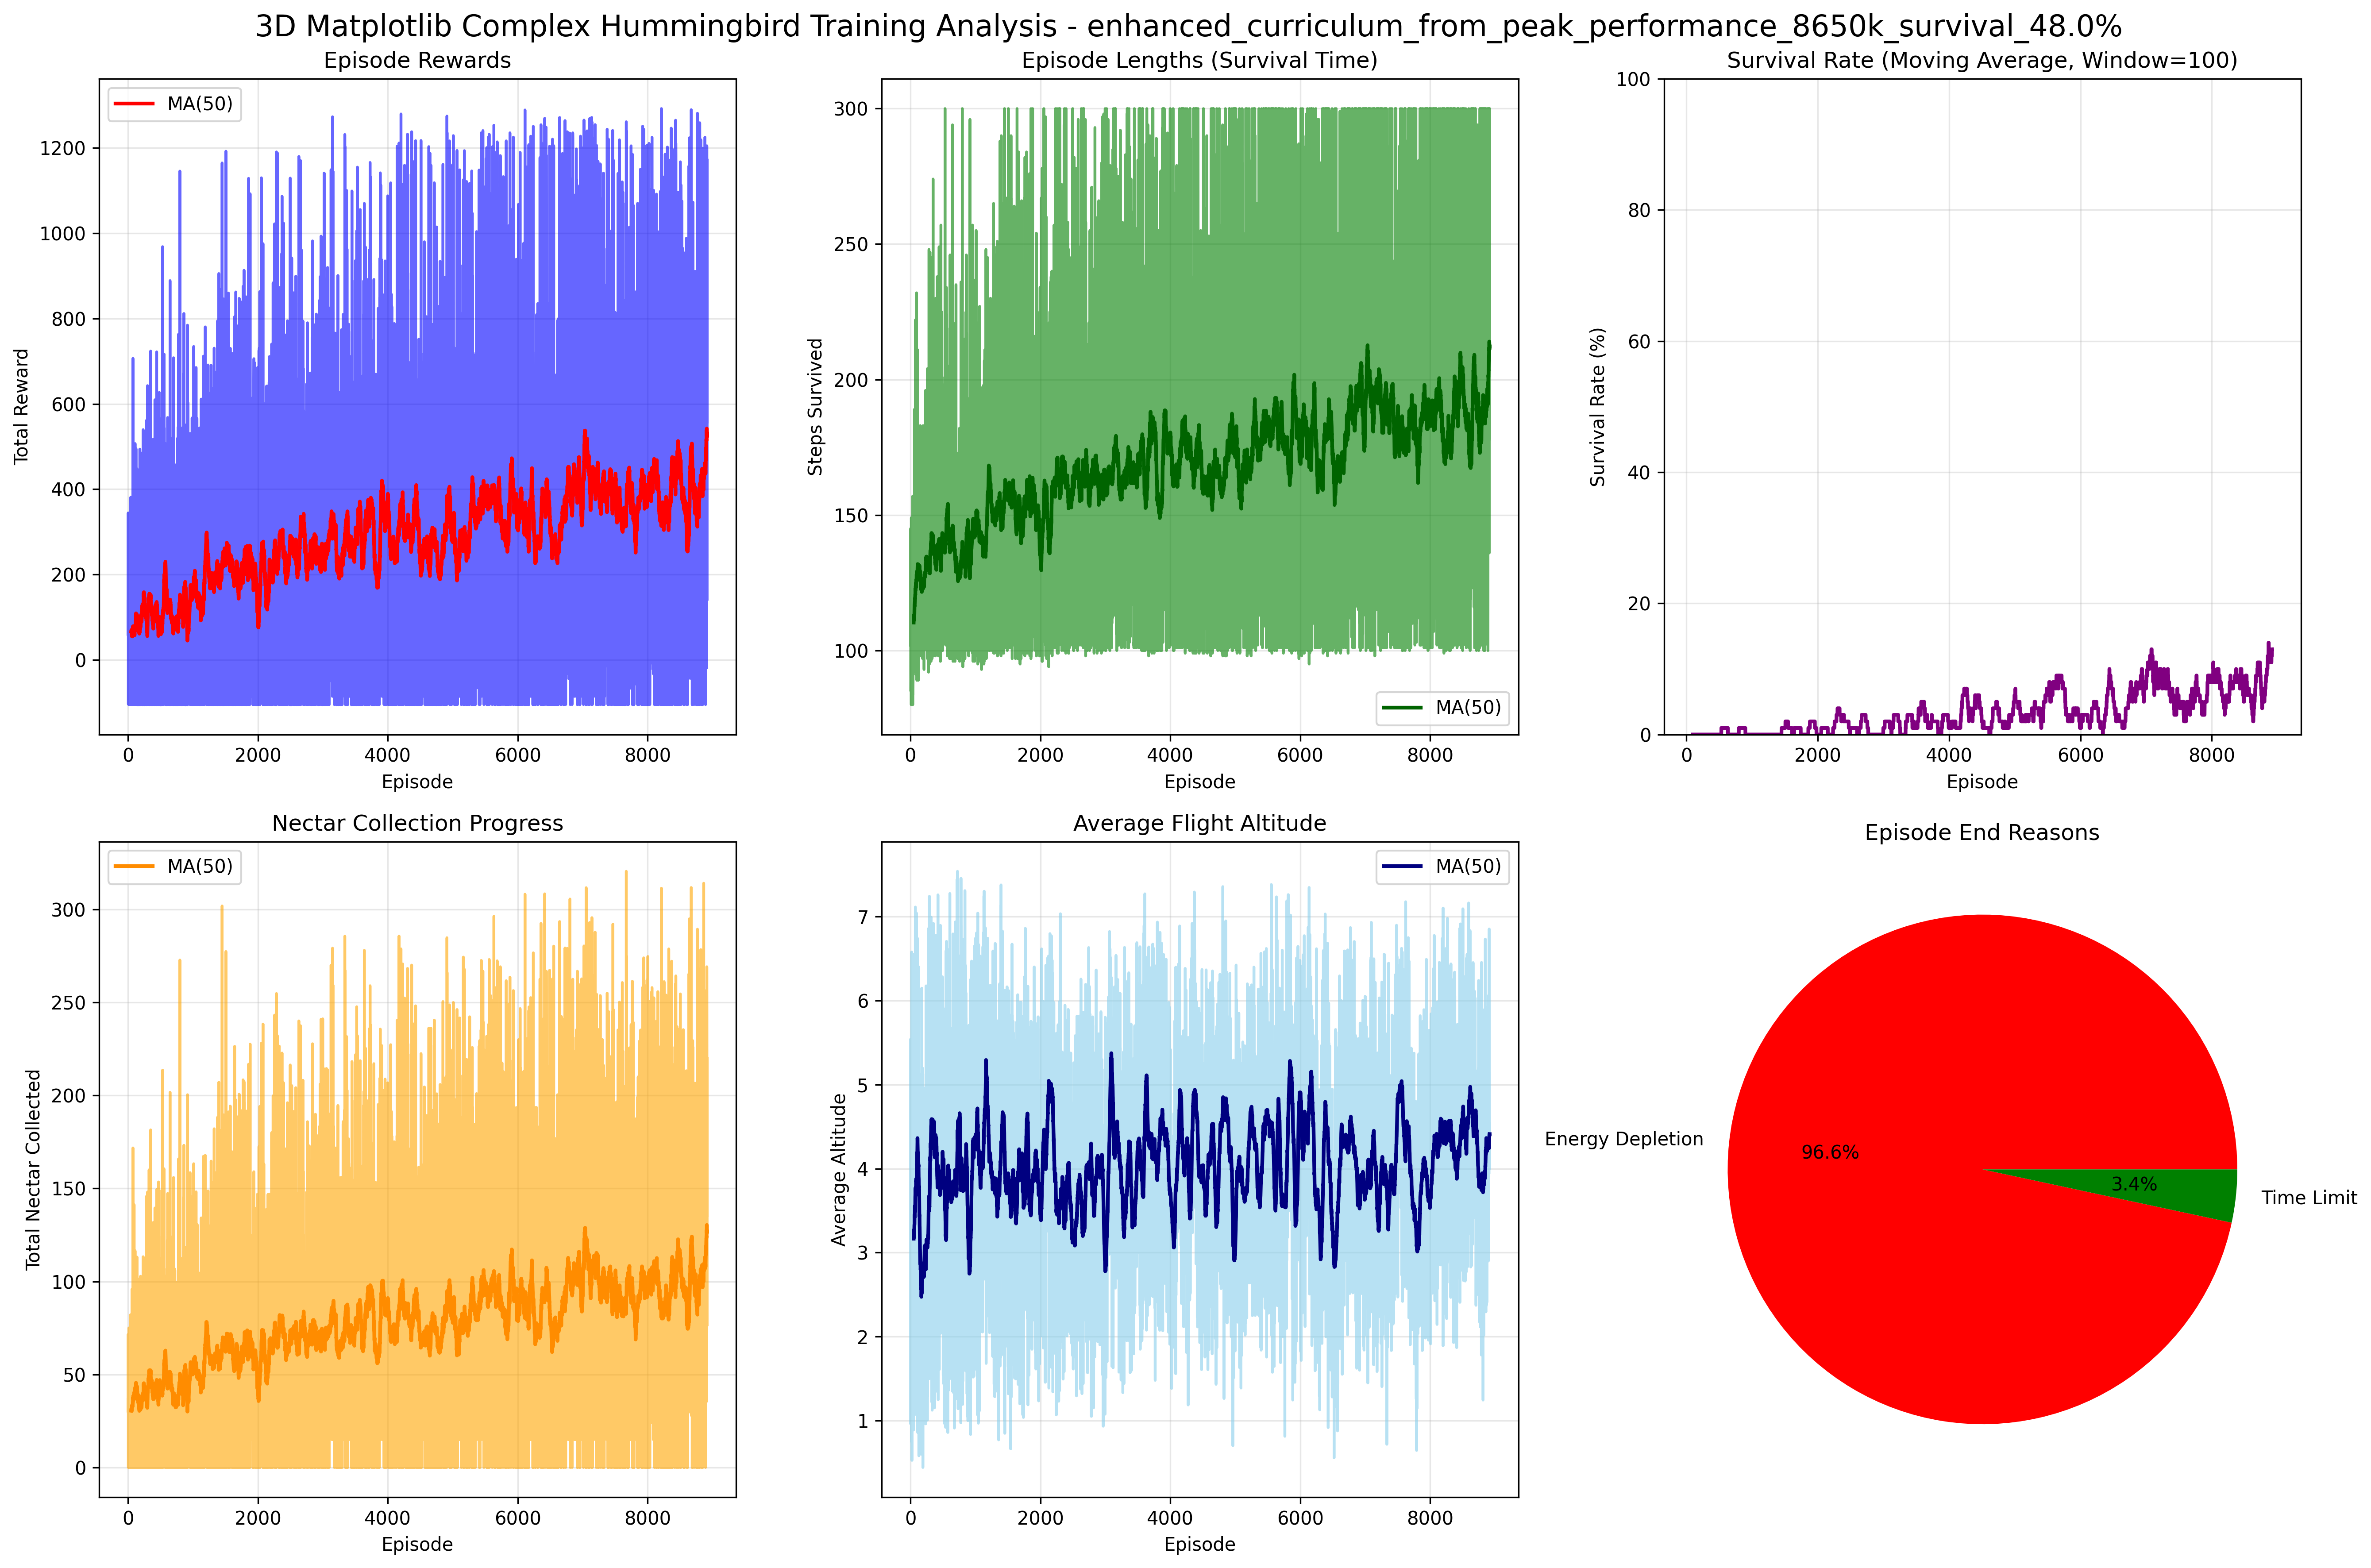 3D Matplotlib Complex Hummingbird Training Analysis - enhanced_curriculum_from_peak_performance_8650k_survival_48.0%
Episode Rewards
MA(50)
1200
1000
800
600
400
200
0
Total Reward
0 2000 4000 6000 8000
Episode
Episode Lengths (Survival Time)
300
250
200
150
100
Steps Survived
MA(50)
0 2000 4000 6000 8000
Episode
Survival Rate (Moving Average, Window=100)
100
80
60
40
20
0
Survival Rate (%)
0 2000 4000 6000 8000
Episode
Nectar Collection Progress
MA(50)
300
250
200
150
100
50
0
Total Nectar Collected
0 2000 4000 6000 8000
Episode
Average Flight Altitude
MA(50)
7
6
5
4
3
2
1
Average Altitude
0 2000 4000 6000 8000
Episode
Episode End Reasons
Energy Depletion
96.6%
3.4%
Time Limit